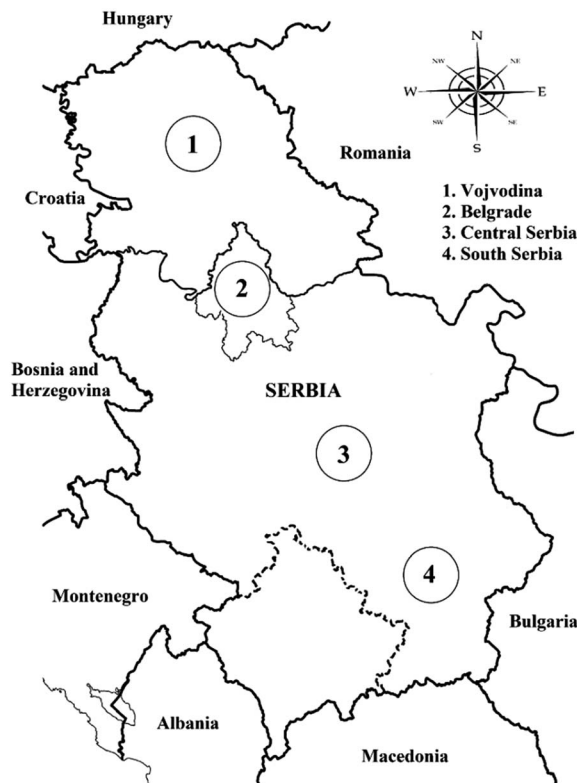 Hungary
N
NW
NE
W
E
SW
SE
S
1
Romania
Croatia
1. Vojvodina
2. Belgrade
3. Central Serbia
4. South Serbia
2
Bosnia and
Herzegovina
SERBIA
3
4
Montenegro
Bulgaria
Albania
Macedonia